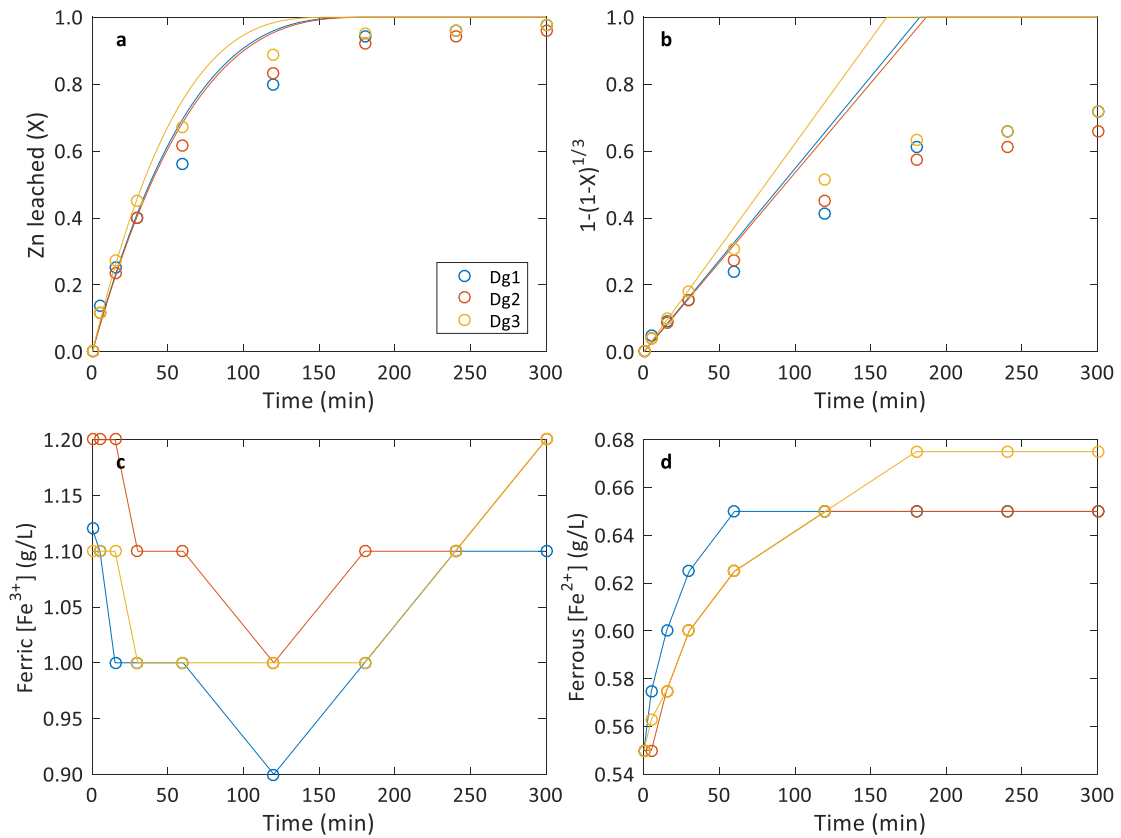 a
1.0
0.8
0.6
0.4
0.2
0.0
Zn leached (X)
0 50 100 150 200 250 300
Time (min)
Dg1
Dg2
Dg3
b
1.0
0.8
0.6
0.4
0.2
0.0
1-(1-X)^1/3
0 50 100 150 200 250 300
Time (min)
c
1.20
1.15
1.10
1.05
1.00
0.95
0.90
Ferric [Fe^3+] (g/L)
0 50 100 150 200 250 300
Time (min)
d
0.68
0.66
0.64
0.62
0.60
0.58
0.56
0.54
Ferrous [Fe^2+] (g/L)
0 50 100 150 200 250 300
Time (min)